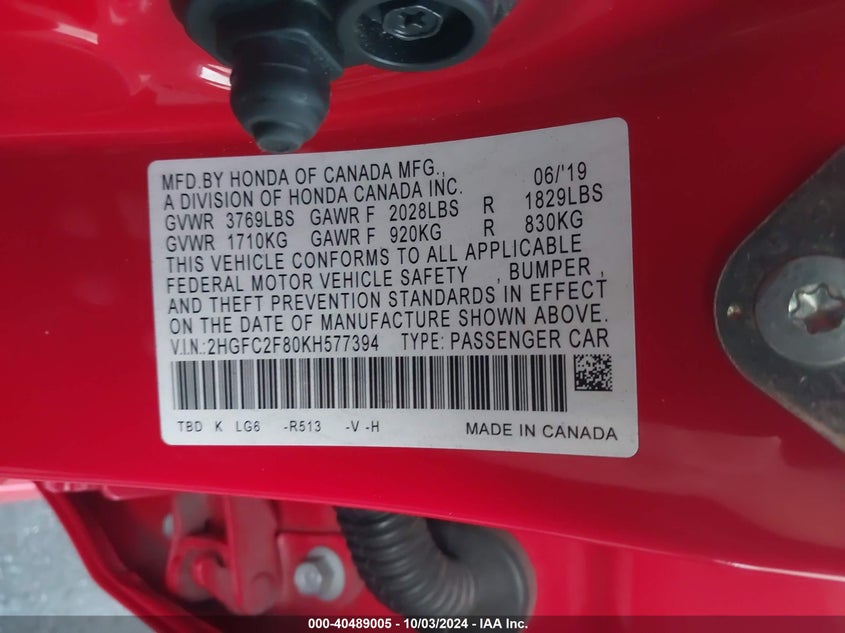 MFD.BY HONDA OF CANADA MFG., 06/'19
A DIVISION OF HONDA CANADA INC.
GVWR 3769LBS GAWR F 2028LBS R 1829LBS
GVWR 1710KG GAWR F 920KG R 830KG
THIS VEHICLE CONFORMS TO ALL APPLICABLE
FEDERAL MOTOR VEHICLE SAFETY , BUMPER ,
AND THEFT PREVENTION STANDARDS IN EFFECT
ON THE DATE OF MANUFACTURE SHOWN ABOVE.
V.I.N.:2HGFC2F80KH577394 TYPE: PASSENGER CAR
TBD K LG6 -R513 -V -H MADE IN CANADA
000-40489005 - 10/03/2024 - IAA Inc.